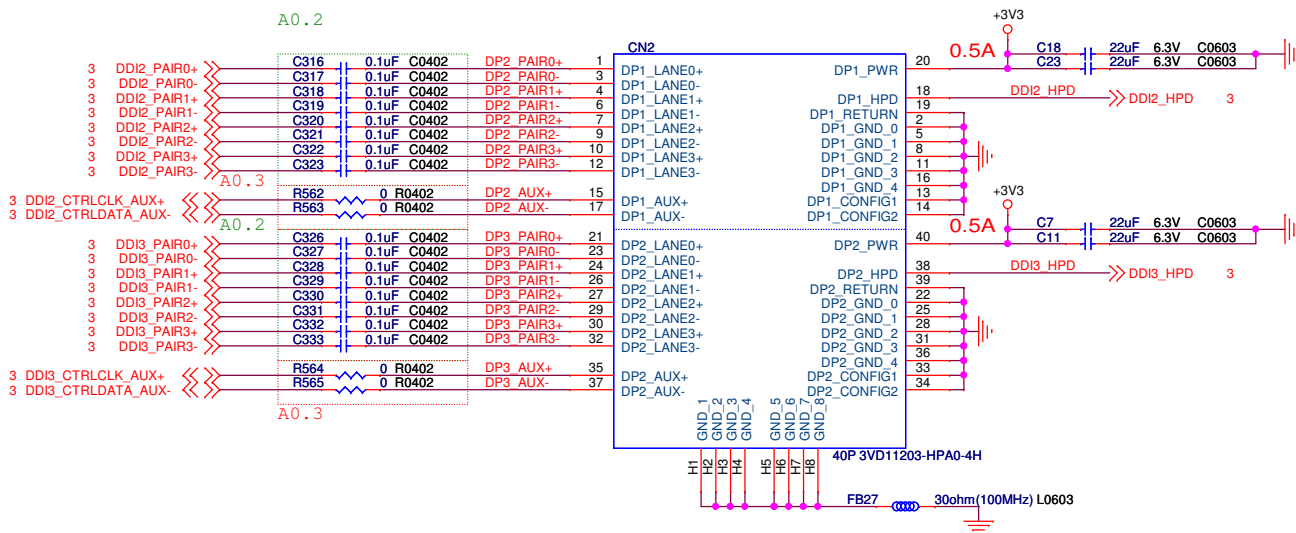 A0.2
+3V3
CN2
0.5A C18 22uF 6.3V C0603
C23 22uF 6.3V C0603
3 DDI2_PAIR0+ C316 0.1uF C0402 DP2_PAIR0+ 1 DP1_LANE0+ DP1_PWR 20
3 DDI2_PAIR0- C317 0.1uF C0402 DP2_PAIR0- 3 DP1_LANE0-
3 DDI2_PAIR1+ C318 0.1uF C0402 DP2_PAIR1+ 4 DP1_LANE1+ DP1_HPD 18 DDI2_HPD DDI2_HPD 3
3 DDI2_PAIR1- C319 0.1uF C0402 DP2_PAIR1- 6 DP1_LANE1- DP1_RETURN 19
3 DDI2_PAIR2+ C320 0.1uF C0402 DP2_PAIR2+ 7 DP1_LANE2+ DP1_GND_0 2
3 DDI2_PAIR2- C321 0.1uF C0402 DP2_PAIR2- 9 DP1_LANE2- DP1_GND_1 5
3 DDI2_PAIR3+ C322 0.1uF C0402 DP2_PAIR3+ 10 DP1_LANE3+ DP1_GND_2 8
3 DDI2_PAIR3- C323 0.1uF C0402 DP2_PAIR3- 12 DP1_LANE3- DP1_GND_3 11
A0.3
DP1_GND_4 16
3 DDI2_CTRLCLK_AUX+ R562 0 R0402 DP2_AUX+ 15 DP1_AUX+ DP1_CONFIG1 13
3 DDI2_CTRLDATA_AUX- R563 0 R0402 DP2_AUX- 17 DP1_AUX- DP1_CONFIG2 14
+3V3
A0.2
0.5A C7 22uF 6.3V C0603
C11 22uF 6.3V C0603
3 DDI3_PAIR0+ C326 0.1uF C0402 DP3_PAIR0+ 21 DP2_LANE0+ DP2_PWR 40
3 DDI3_PAIR0- C327 0.1uF C0402 DP3_PAIR0- 23 DP2_LANE0-
3 DDI3_PAIR1+ C328 0.1uF C0402 DP3_PAIR1+ 24 DP2_LANE1+ DP2_HPD 38 DDI3_HPD DDI3_HPD 3
3 DDI3_PAIR1- C329 0.1uF C0402 DP3_PAIR1- 26 DP2_LANE1- DP2_RETURN 39
3 DDI3_PAIR2+ C330 0.1uF C0402 DP3_PAIR2+ 27 DP2_LANE2+ DP2_GND_0 22
3 DDI3_PAIR2- C331 0.1uF C0402 DP3_PAIR2- 29 DP2_LANE2- DP2_GND_1 25
3 DDI3_PAIR3+ C332 0.1uF C0402 DP3_PAIR3+ 30 DP2_LANE3+ DP2_GND_2 28
3 DDI3_PAIR3- C333 0.1uF C0402 DP3_PAIR3- 32 DP2_LANE3- DP2_GND_3 31
DP2_GND_4 36
3 DDI3_CTRLCLK_AUX+ R564 0 R0402 DP3_AUX+ 35 DP2_AUX+ DP2_CONFIG1 33
3 DDI3_CTRLDATA_AUX- R565 0 R0402 DP3_AUX- 37 DP2_AUX- DP2_CONFIG2 34
A0.3
GND_1 GND_2 GND_3 GND_4 GND_5 GND_6 GND_7 GND_8
40P 3VD11203-HPA0-4H
H1 H2 H3 H4 H5 H6 H7 H8
FB27 30ohm(100MHz) L0603